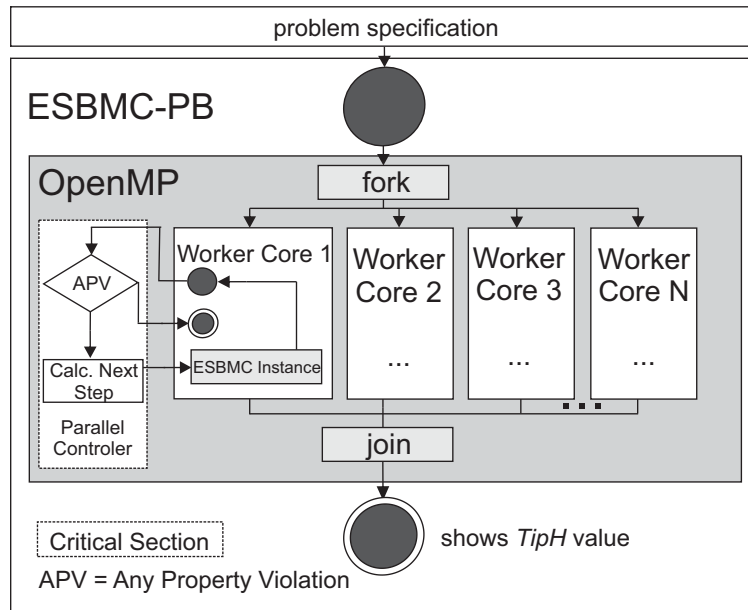 problem specification
ESBMC-PB
OpenMP
fork
Worker Core 1
APV
ESBMC Instance
Calc. Next
Step
Parallel
Controler
Worker
Core 2
...
Worker
Core 3
...
Worker
Core N
...
join
shows TipH value
Critical Section
APV = Any Property Violation